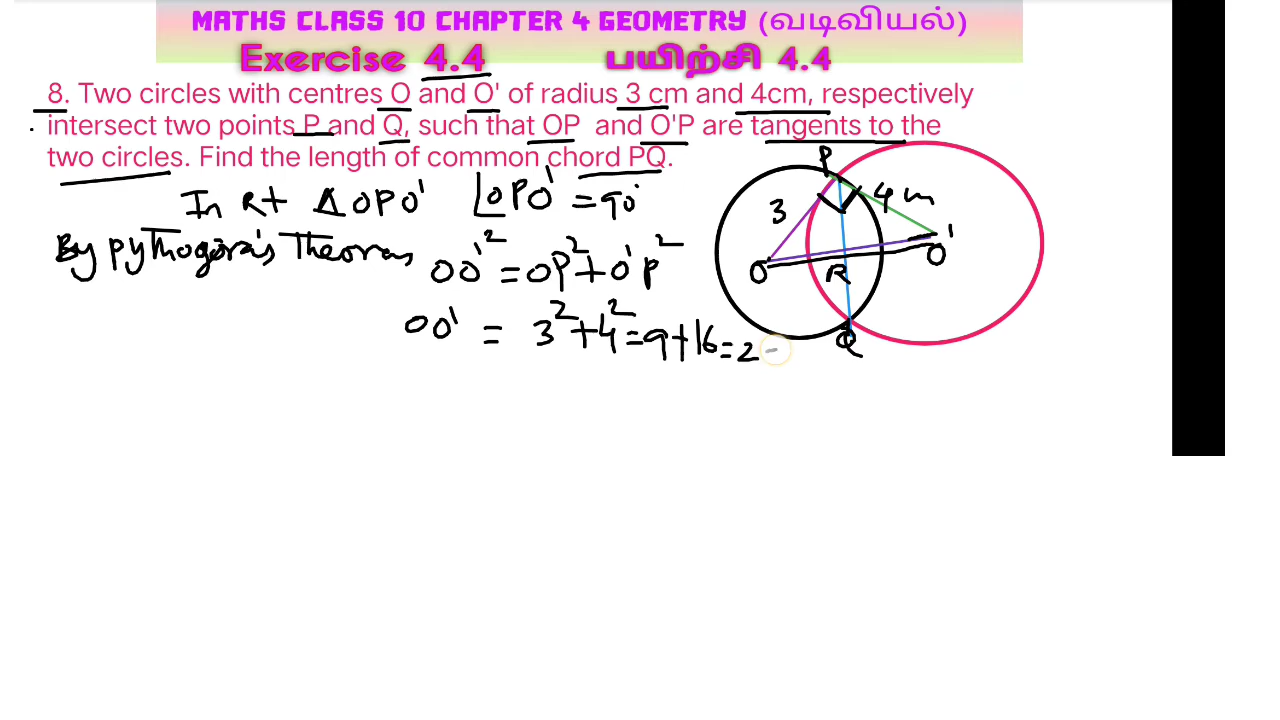 MATHS CLASS 10 CHAPTER 4 GEOMETRY (வடிவியல்)
Exercise 4.4 பயிற்சி 4.4
8. Two circles with centres O and O' of radius 3 cm and 4cm, respectively
intersect two points P and Q, such that OP and O'P are tangents to the
two circles. Find the length of common chord PQ.
In Rt Δ OPO' ∠OPO' = 90°
By pythogora's Theorem
OO'² = OP² + O'P²
OO' = 3² + 4² = 9 + 16 = 2
P
3
4 m
O
R
O'
Q